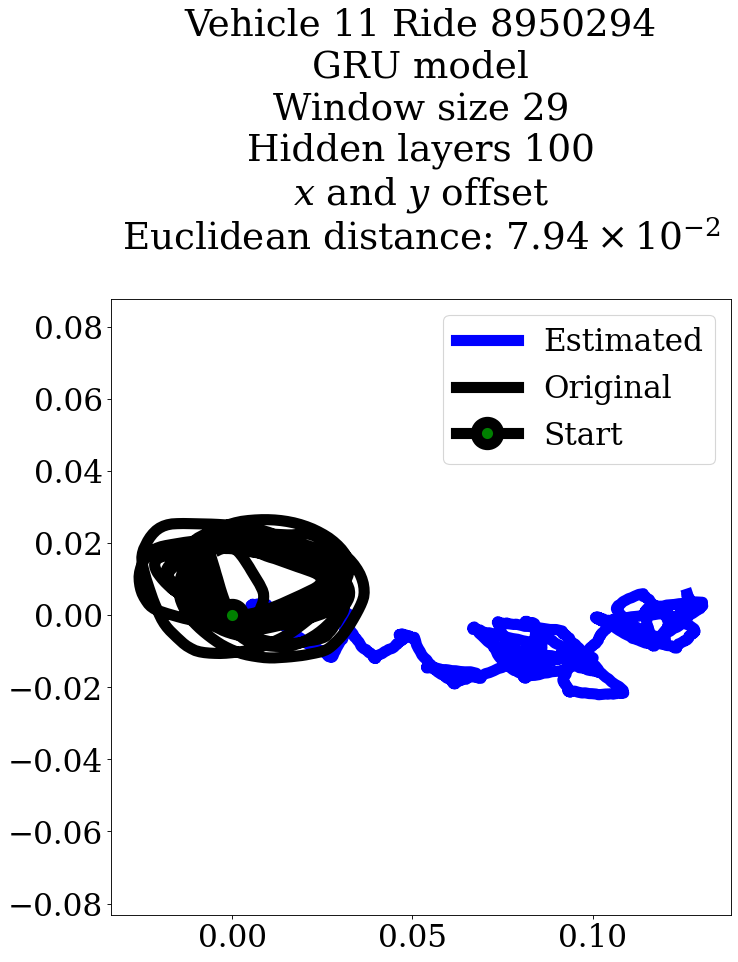 Vehicle 11 Ride 8950294
GRU model
Window size 29
Hidden layers 100
x and y offset
Euclidean distance: 7.94 × 10⁻²
Estimated
Original
Start
0.08
0.06
0.04
0.02
0.00
−0.02
−0.04
−0.06
−0.08
0.00 0.05 0.10